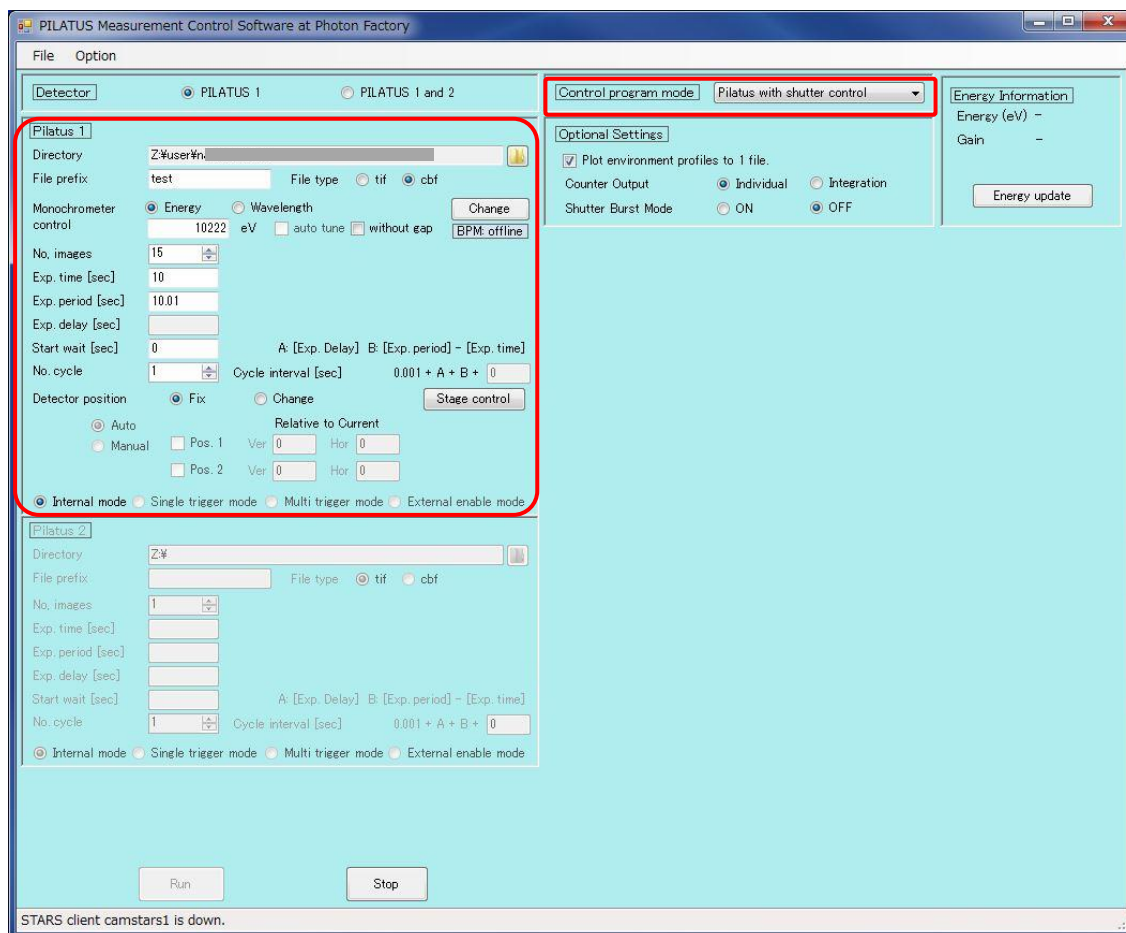 PILATUS Measurement Control Software at Photon Factory
File Option
Detector PILATUS 1 PILATUS 1 and 2
Control program mode Pilatus with shutter control
Energy Information
Energy (eV) -
Gain -
Energy update
Optional Settings
Plot environment profiles to 1 file.
Counter Output Individual Integration
Shutter Burst Mode ON OFF
Pilatus 1
Directory Z:¥user¥n
File prefix test File type tif cbf
Monochrometer control Energy Wavelength Change
10222 eV auto tune without gap BPM: offline
No. images 15
Exp. time [sec] 10
Exp. period [sec] 10.01
Exp. delay [sec]
Start wait [sec] 0 A: [Exp. Delay] B: [Exp. period] - [Exp. time]
No. cycle 1 Cycle interval [sec] 0.001 + A + B + 0
Detector position Fix Change Stage control
Auto Relative to Current
Manual Pos. 1 Ver 0 Hor 0
Pos. 2 Ver 0 Hor 0
Internal mode Single trigger mode Multi trigger mode External enable mode
Pilatus 2
Directory Z:¥
File prefix File type tif cbf
No. images 1
Exp. time [sec]
Exp. period [sec]
Exp. delay [sec]
Start wait [sec] A: [Exp. Delay] B: [Exp. period] - [Exp. time]
No. cycle 1 Cycle interval [sec] 0.001 + A + B + 0
Internal mode Single trigger mode Multi trigger mode External enable mode
Run Stop
STARS client camstars1 is down.